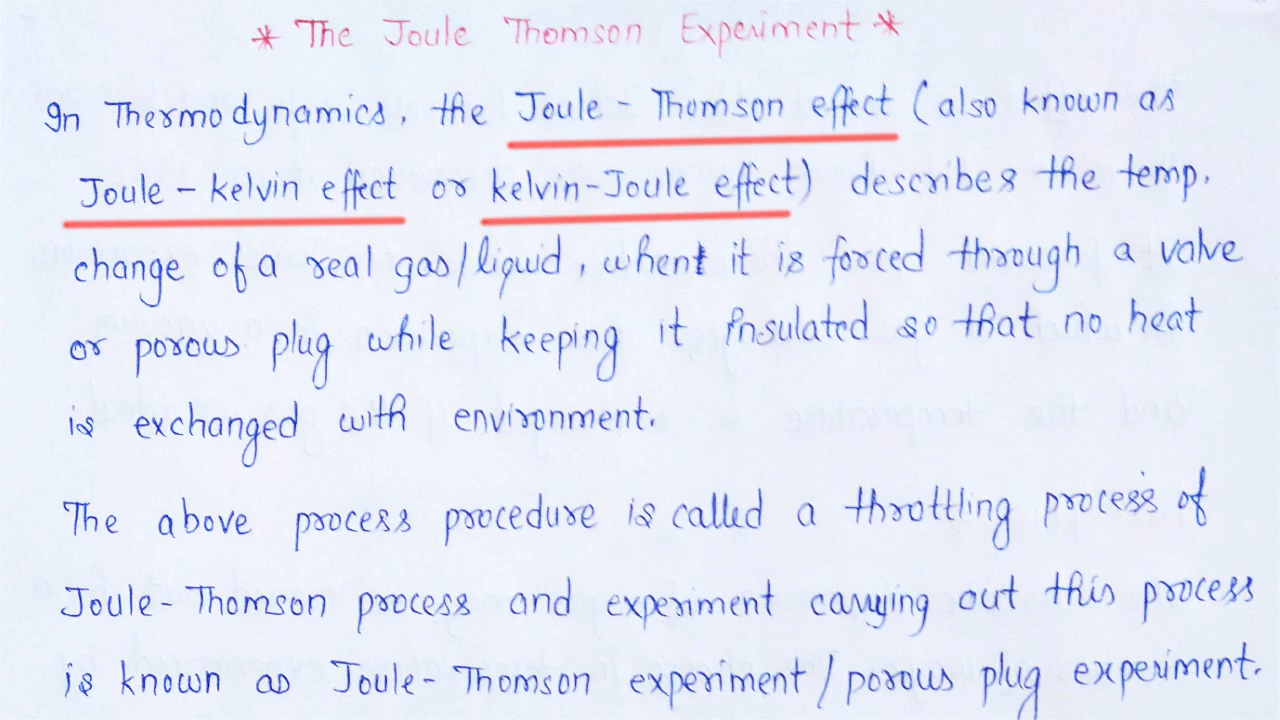 * The Joule Thomson Experiment *
In Thermodynamics, the Joule - Thomson effect (also known as
Joule - kelvin effect or kelvin-Joule effect) describes the temp.
change of a real gas/liquid, whent it is forced through a valve
or porous plug while keeping it insulated so that no heat
is exchanged with environment.
The above process procedure is called a throttling process of
Joule-Thomson process and experiment carrying out this process
is known as Joule-Thomson experiment/porous plug experiment.